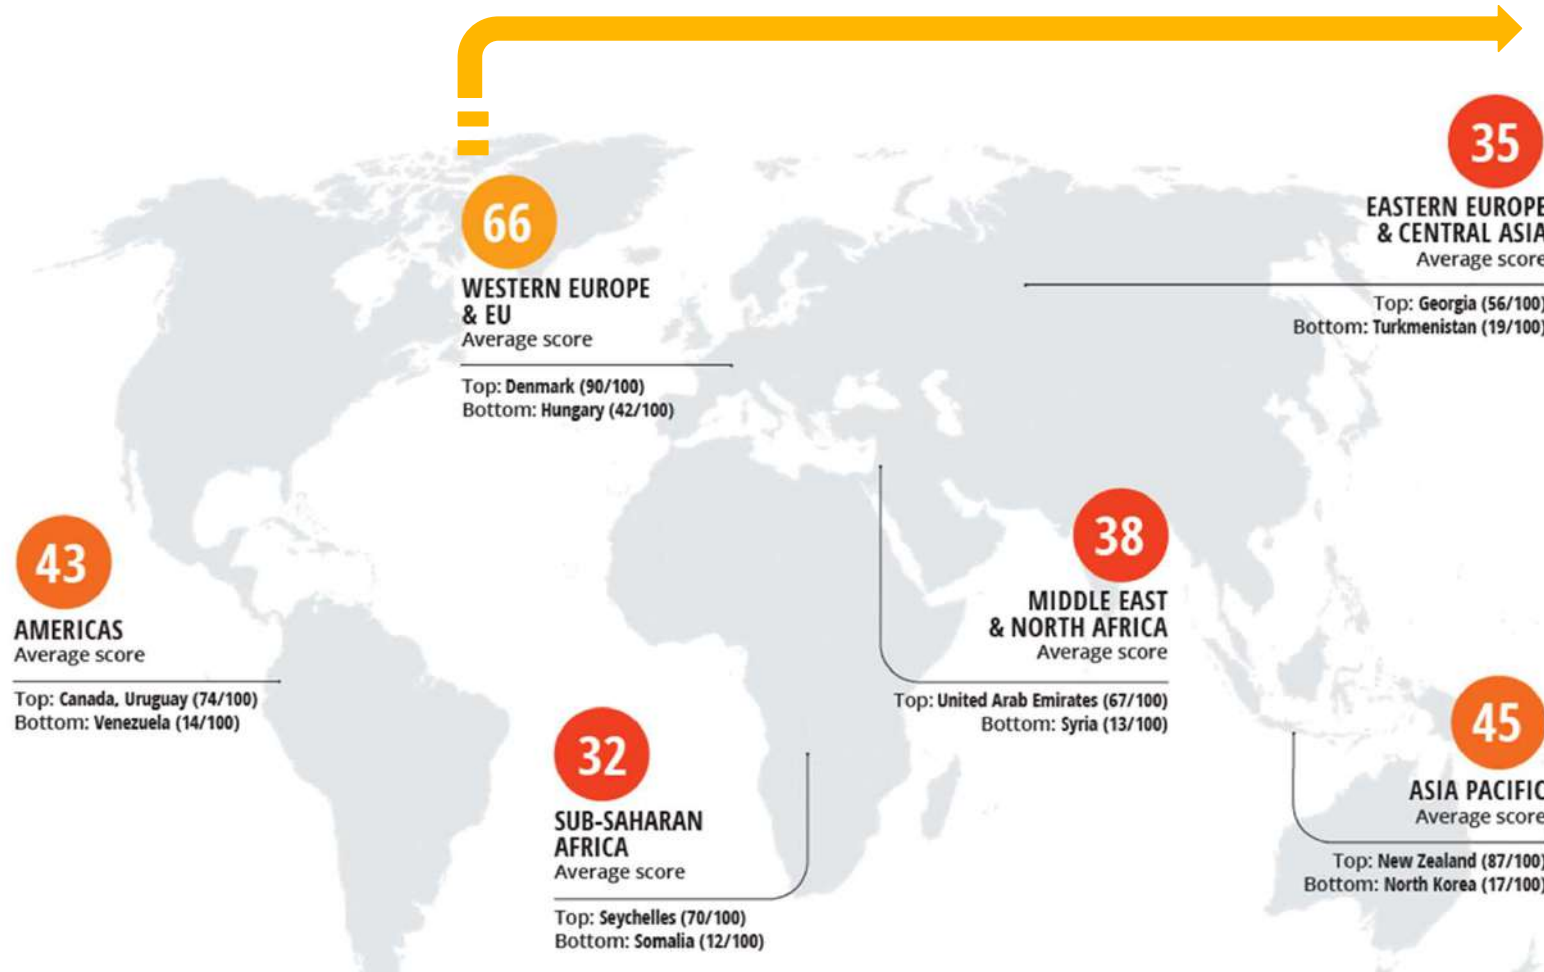 66
WESTERN EUROPE
& EU
Average score
Top: Denmark (90/100)
Bottom: Hungary (42/100)
35
EASTERN EUROPE
& CENTRAL ASIA
Average score
Top: Georgia (56/100)
Bottom: Turkmenistan (19/100)
43
AMERICAS
Average score
Top: Canada, Uruguay (74/100)
Bottom: Venezuela (14/100)
38
MIDDLE EAST
& NORTH AFRICA
Average score
Top: United Arab Emirates (67/100)
Bottom: Syria (13/100)
32
SUB-SAHARAN
AFRICA
Average score
Top: Seychelles (70/100)
Bottom: Somalia (12/100)
45
ASIA PACIFIC
Average score
Top: New Zealand (87/100)
Bottom: North Korea (17/100)